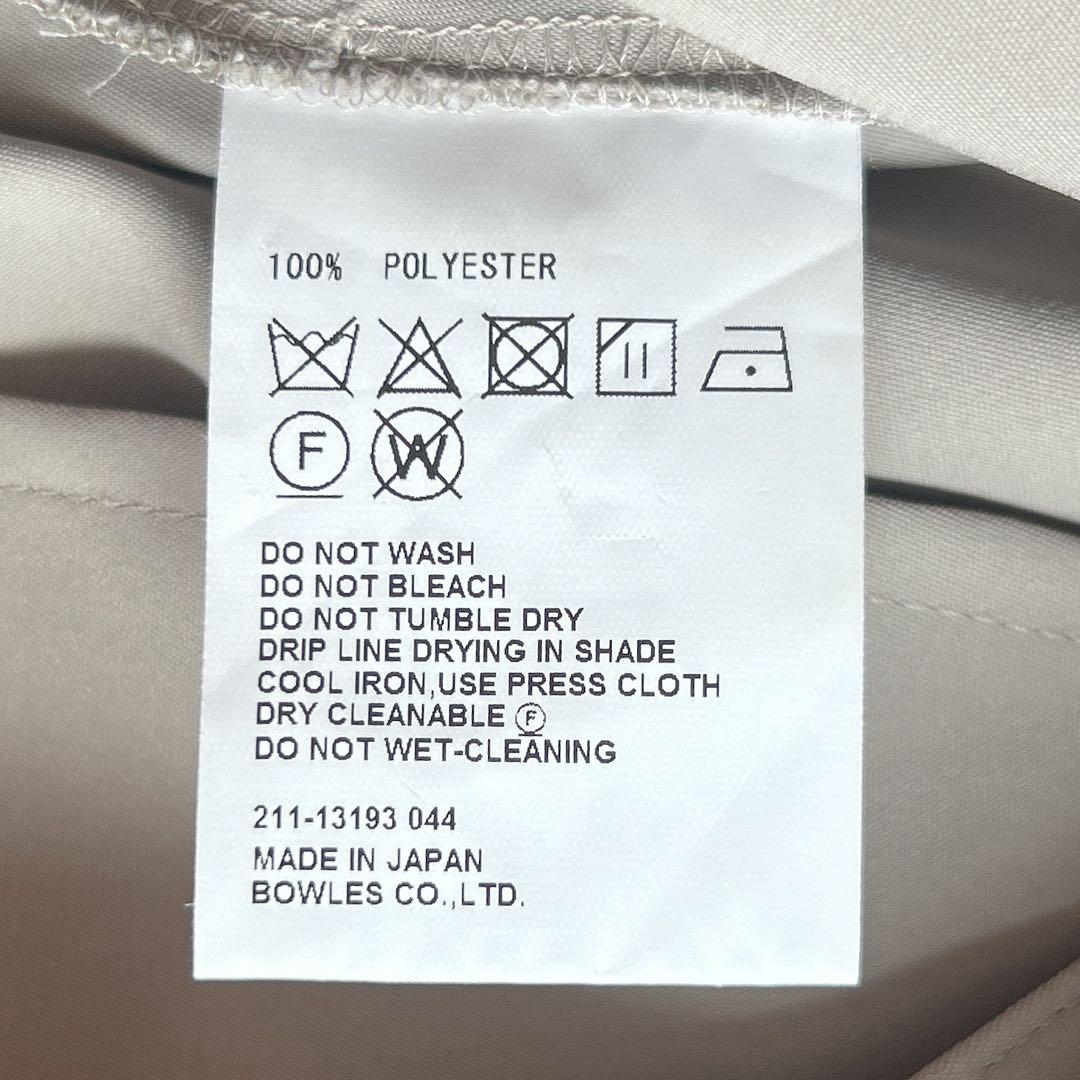 100% POLYESTER
F W
DO NOT WASH
DO NOT BLEACH
DO NOT TUMBLE DRY
DRIP LINE DRYING IN SHADE
COOL IRON,USE PRESS CLOTH
DRY CLEANABLE Ⓕ
DO NOT WET-CLEANING
211-13193 044
MADE IN JAPAN
BOWLES CO.,LTD.